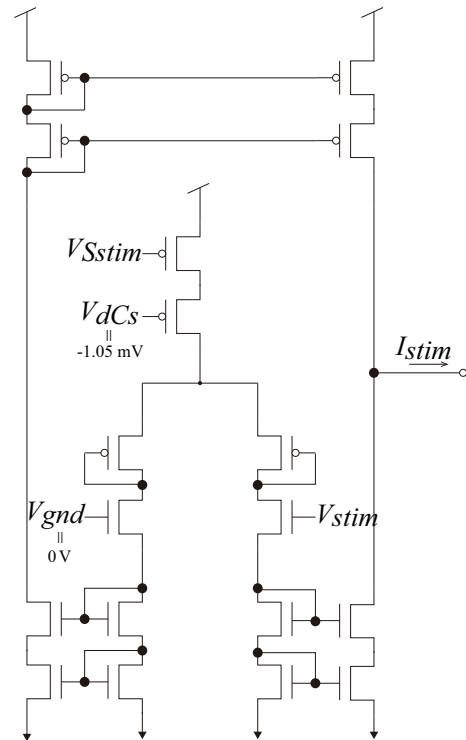 VSstim
VdCs
=
-1.05 mV
Istim
Vgnd
=
0 V
Vstim